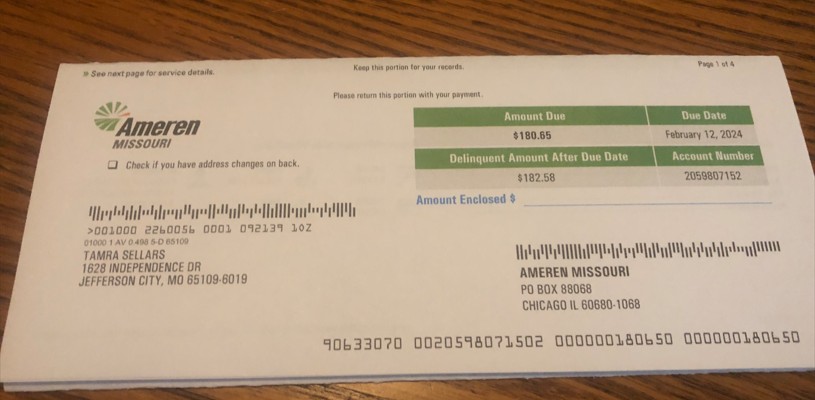 » See next page for service details.
Keep this portion for your records.
Page 1 of 4
Please return this portion with your payment.
Ameren
MISSOURI
Check if you have address changes on back.
Amount Due Due Date
$180.65 February 12, 2024
Delinquent Amount After Due Date Account Number
$182.58 2059807152
Amount Enclosed $
>001000 2260056 0001 092139 10Z
01000 1 AV 0.498 5-D 65109
TAMRA SELLARS
1628 INDEPENDENCE DR
JEFFERSON CITY, MO 65109-6019
AMEREN MISSOURI
PO BOX 88068
CHICAGO IL 60680-1068
90633070 0020598071502 000000180650 000000180650